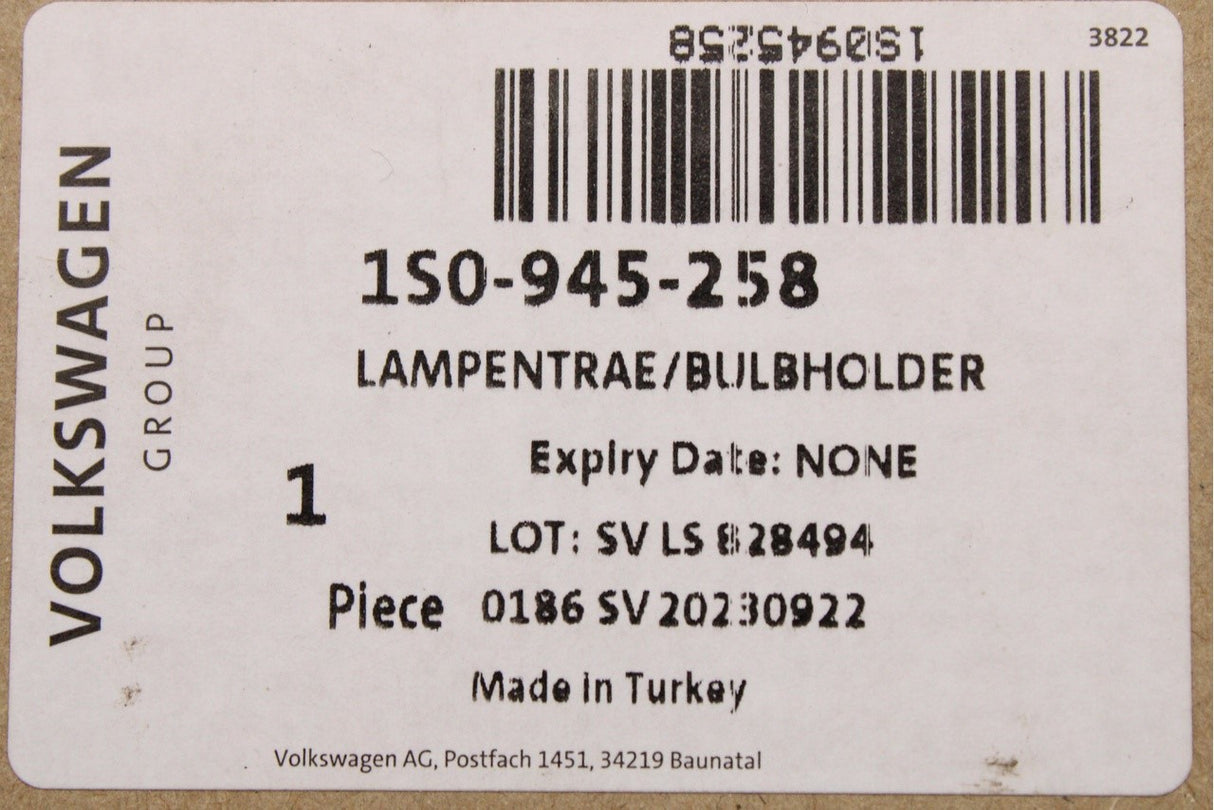 1S0945258
3822
VOLKSWAGEN
GROUP
1S0-945-258
LAMPENTRAE/BULBHOLDER
Expiry Date: NONE
1
LOT: SV LS 828494
Piece 0186 SV 20230922
Made in Turkey
Volkswagen AG, Postfach 1451, 34219 Baunatal